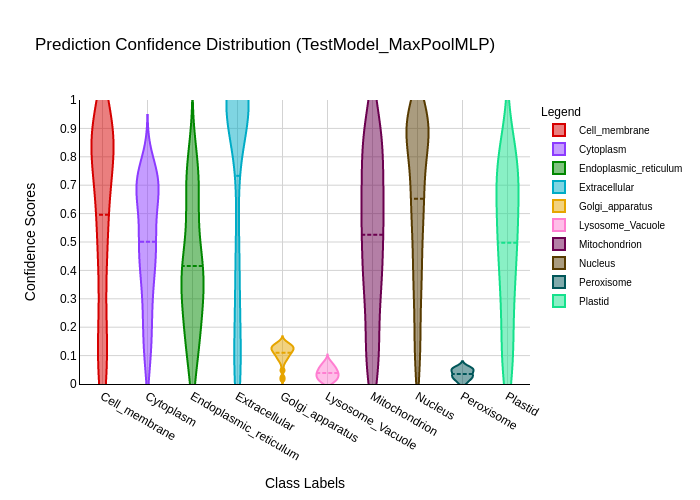 Prediction Confidence Distribution (TestModel_MaxPoolMLP)
Legend
Cell_membrane
Cytoplasm
Endoplasmic_reticulum
Extracellular
Golgi_apparatus
Lysosome_Vacuole
Mitochondrion
Nucleus
Peroxisome
Plastid
Confidence Scores
1
0.9
0.8
0.7
0.6
0.5
0.4
0.3
0.2
0.1
0
Cell_membrane
Cytoplasm
Endoplasmic_reticulum
Extracellular
Golgi_apparatus
Lysosome_Vacuole
Mitochondrion
Nucleus
Peroxisome
Plastid
Class Labels